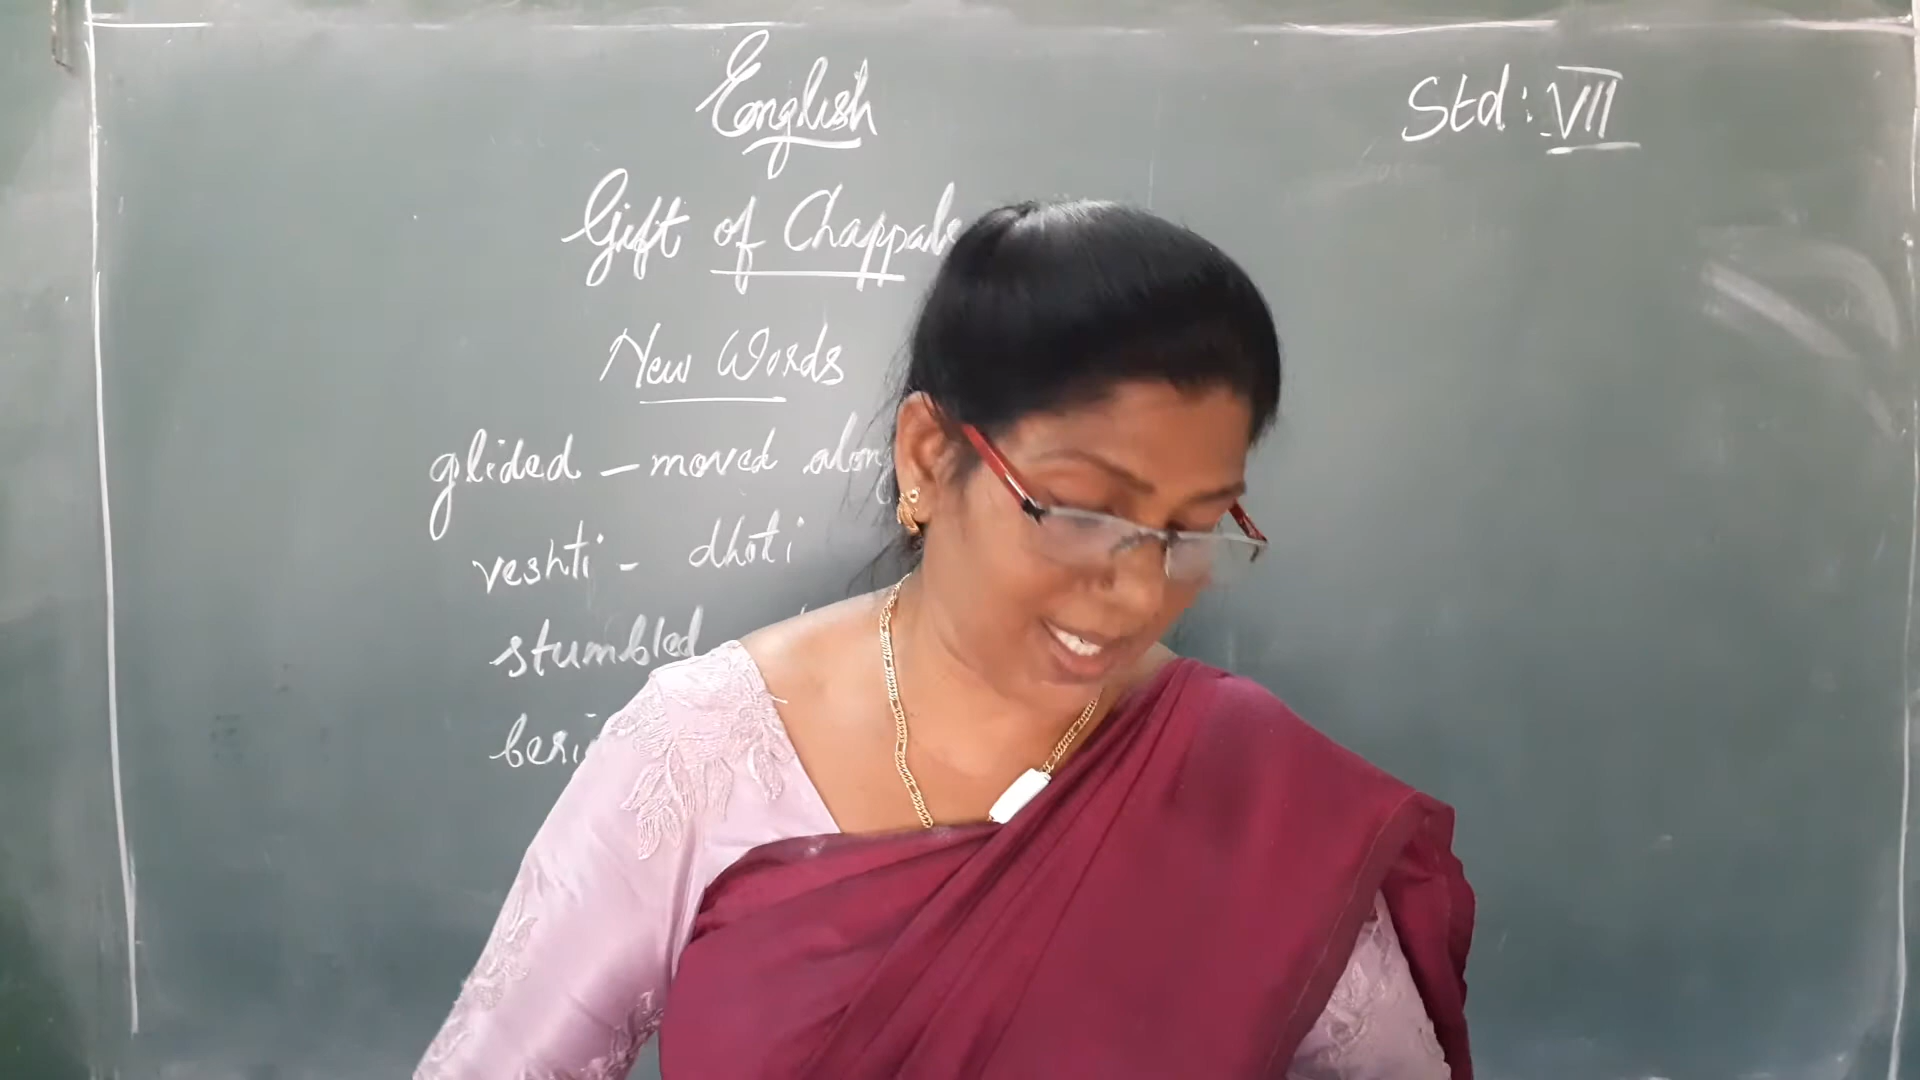 English
Std: VII
Gift of Chappals
New Words
glided - moved along
veshti - dhoti
stumbled